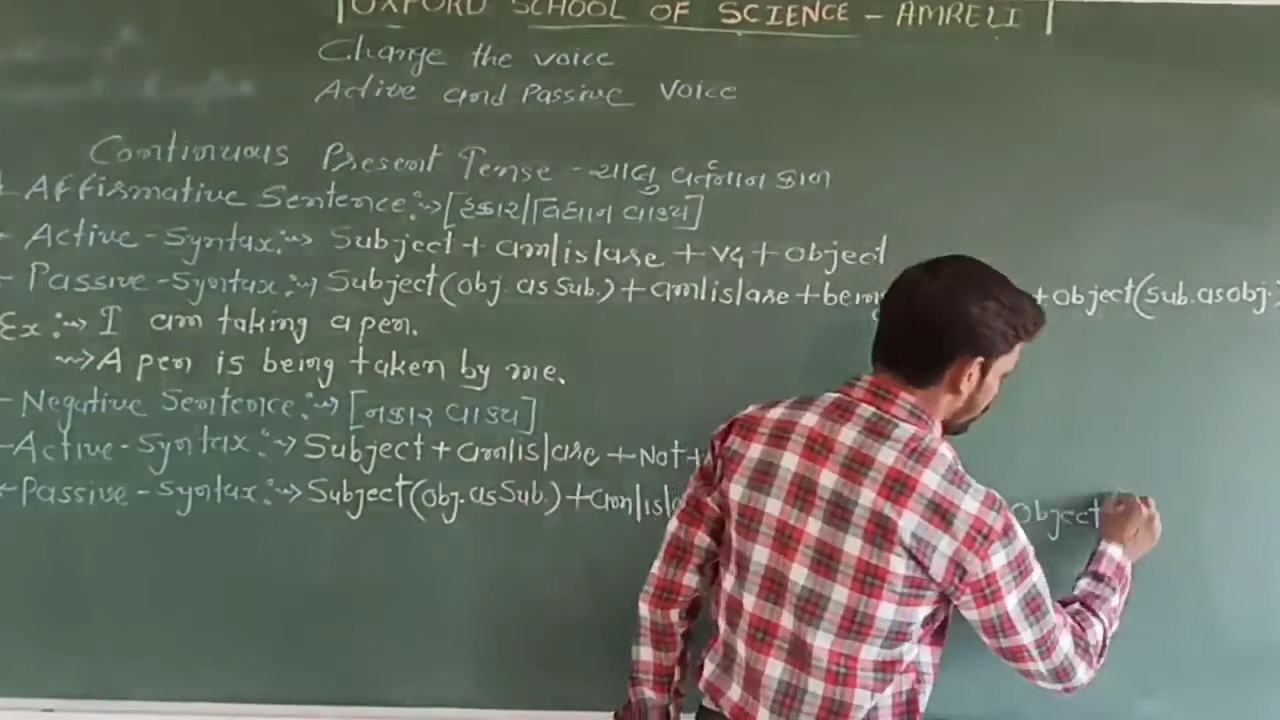 OXFORD SCHOOL OF SCIENCE - AMRELI
Change the voice
Active and Passive Voice
Continuous Present Tense - ચાલુ વર્તમાન કાળ
Affirmative Sentence :→ [હકાર/વિધાન વાક્ય]
- Active-Syntax :→ Subject + am/is/are + V4 + object
- Passive-Syntax :→ Subject (obj. as Sub.) + am/is/are + being + object (sub. as obj.)
Ex :→ I am taking a pen.
→ A pen is being taken by me.
- Negative Sentence :→ [નકાર વાક્ય]
- Active-Syntax :→ Subject + am/is/are + Not +
- Passive-Syntax :→ Subject (obj. as Sub.) + am/is/ Object